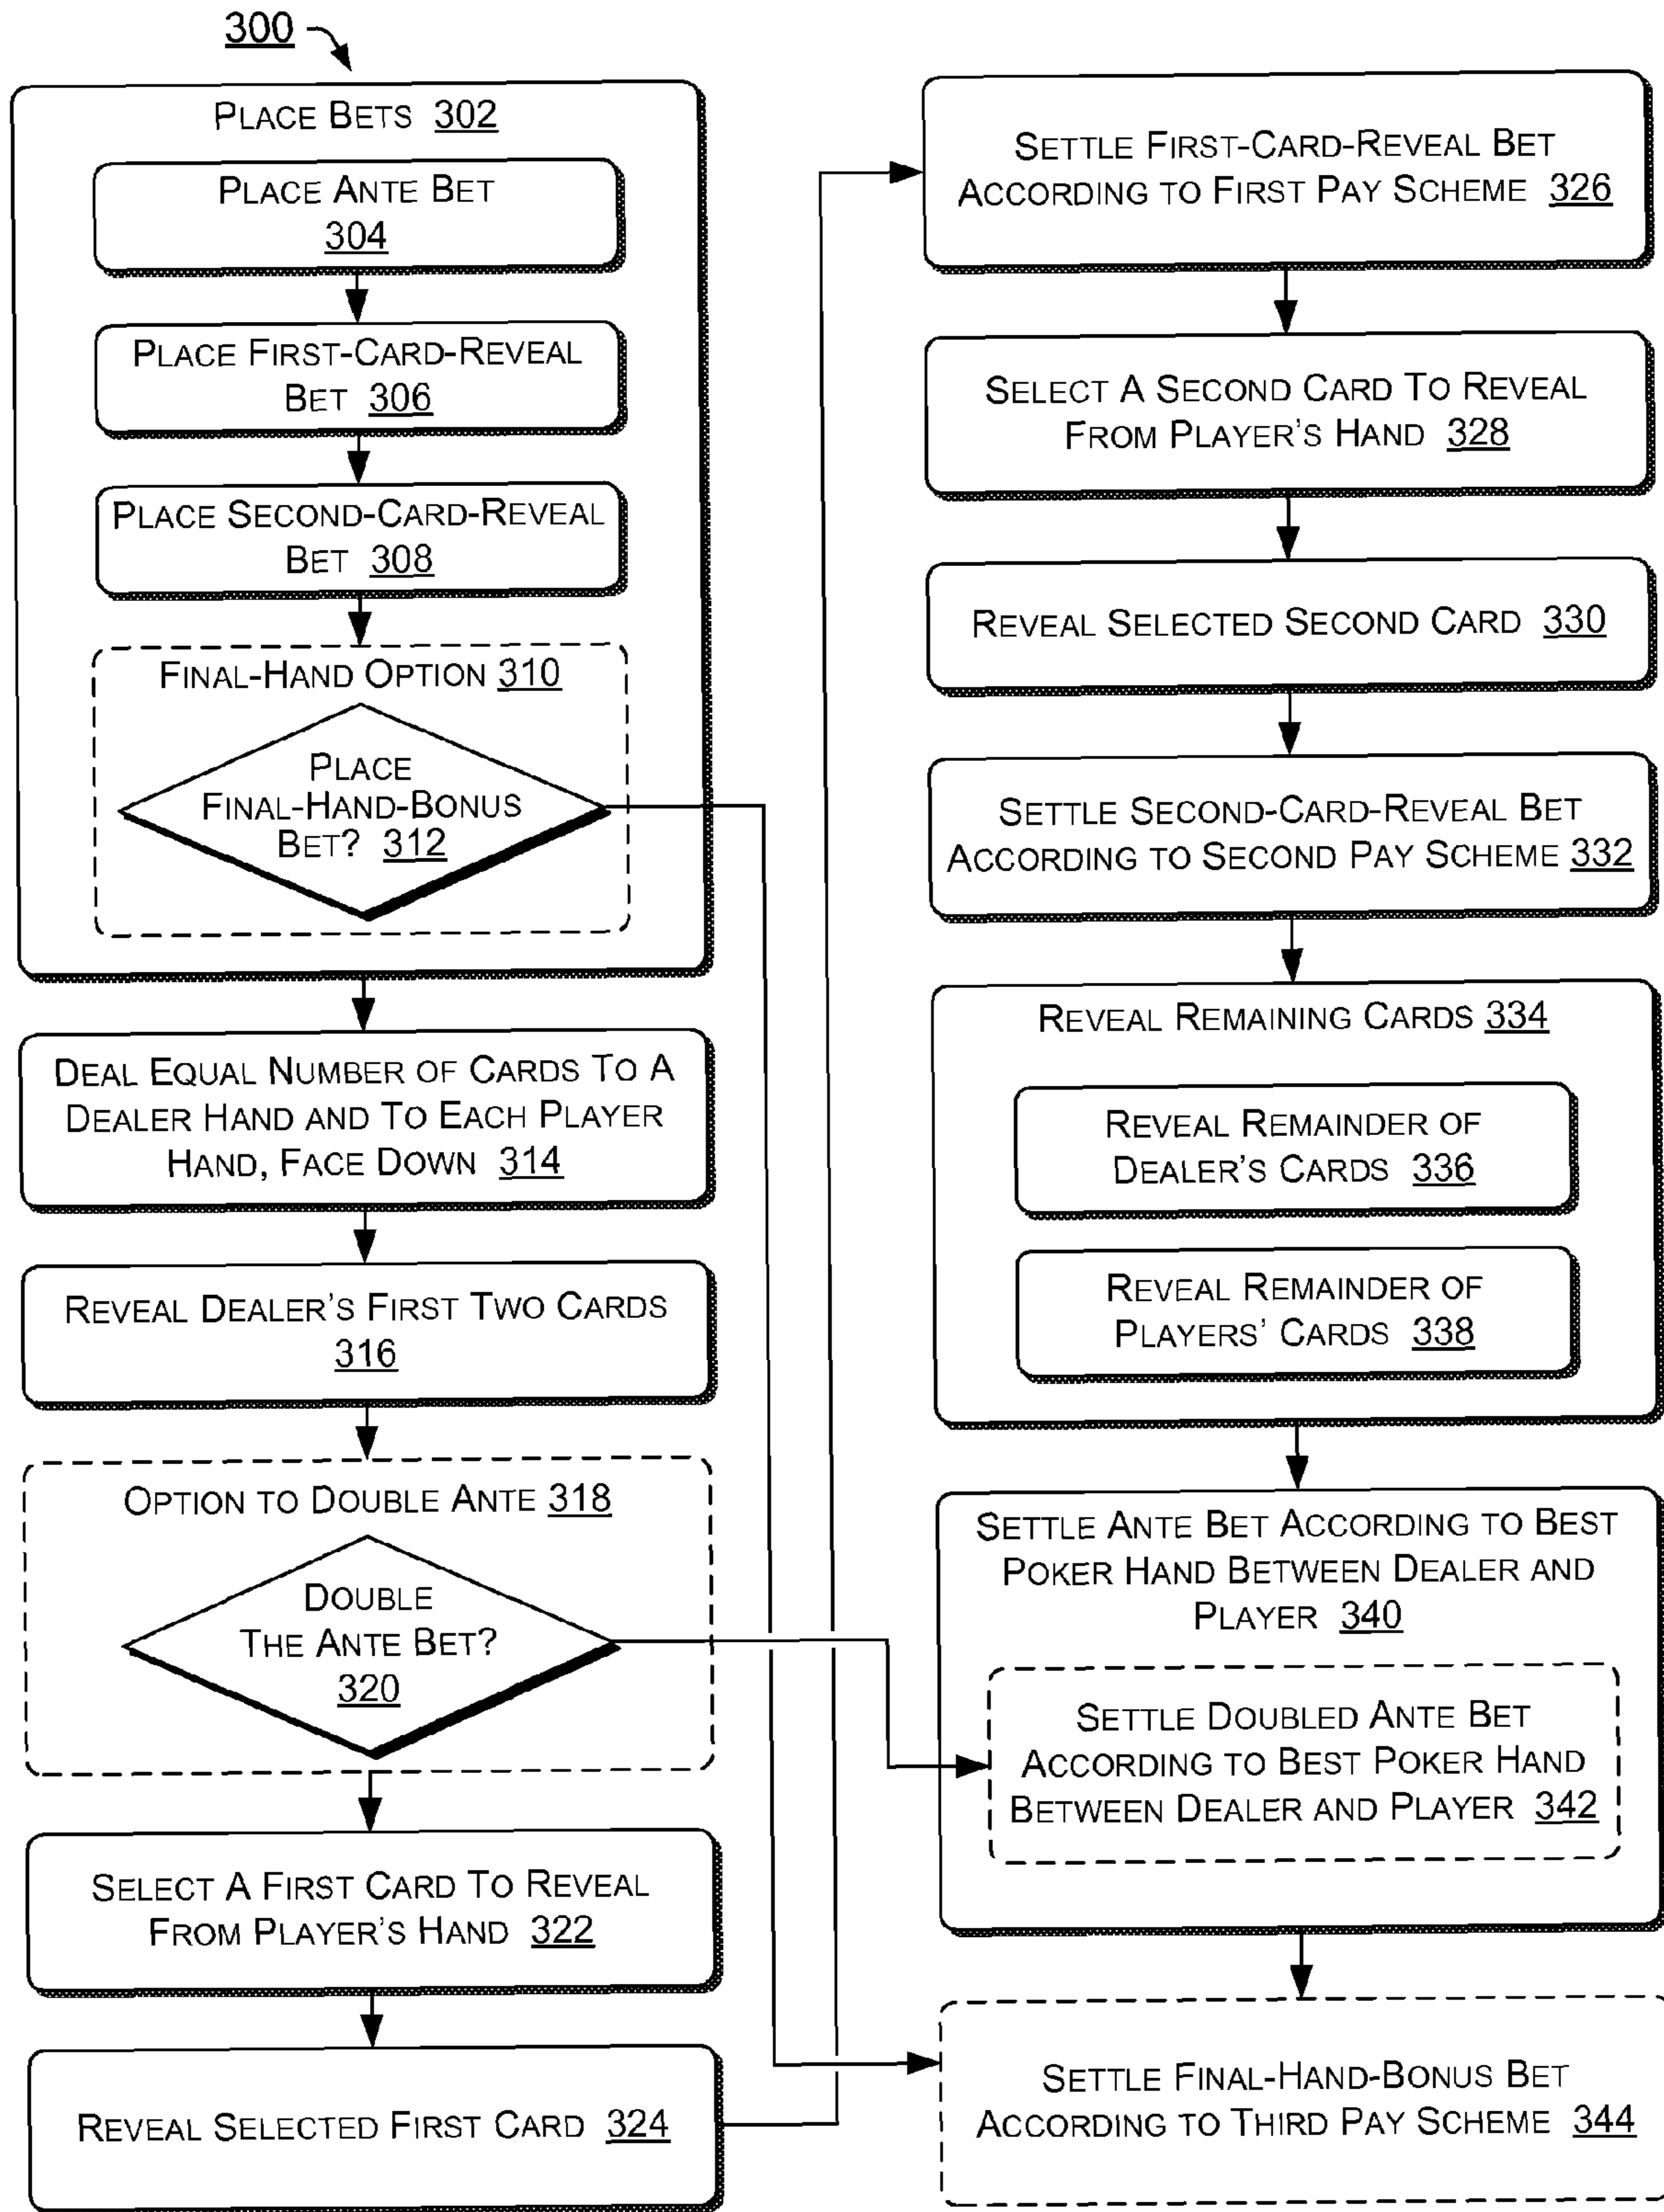 300
PLACE BETS 302
PLACE ANTE BET
304
PLACE FIRST-CARD-REVEAL
BET 306
PLACE SECOND-CARD-REVEAL
BET 308
FINAL-HAND OPTION 310
PLACE
FINAL-HAND-BONUS
BET? 312
DEAL EQUAL NUMBER OF CARDS TO A
DEALER HAND AND TO EACH PLAYER
HAND, FACE DOWN 314
REVEAL DEALER'S FIRST TWO CARDS
316
OPTION TO DOUBLE ANTE 318
DOUBLE
THE ANTE BET?
320
SELECT A FIRST CARD TO REVEAL
FROM PLAYER'S HAND 322
REVEAL SELECTED FIRST CARD 324
SETTLE FIRST-CARD-REVEAL BET
ACCORDING TO FIRST PAY SCHEME 326
SELECT A SECOND CARD TO REVEAL
FROM PLAYER'S HAND 328
REVEAL SELECTED SECOND CARD 330
SETTLE SECOND-CARD-REVEAL BET
ACCORDING TO SECOND PAY SCHEME 332
REVEAL REMAINING CARDS 334
REVEAL REMAINDER OF
DEALER'S CARDS 336
REVEAL REMAINDER OF
PLAYERS' CARDS 338
SETTLE ANTE BET ACCORDING TO BEST
POKER HAND BETWEEN DEALER AND
PLAYER 340
SETTLE DOUBLED ANTE BET
ACCORDING TO BEST POKER HAND
BETWEEN DEALER AND PLAYER 342
SETTLE FINAL-HAND-BONUS BET
ACCORDING TO THIRD PAY SCHEME 344